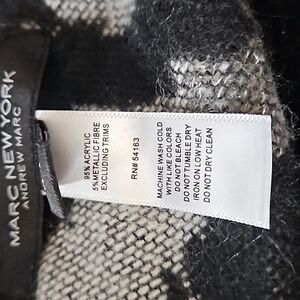 MARC NEW YORK
ANDREW MARC
95% ACRYLIC
5% METALLIC FIBRE
EXCLUDING TRIMS
RN# 54163
MACHINE WASH COLD
WITH LIKE COLORS
DO NOT BLEACH
DO NOT TUMBLE DRY
IRON ON LOW HEAT
DO NOT DRY CLEAN